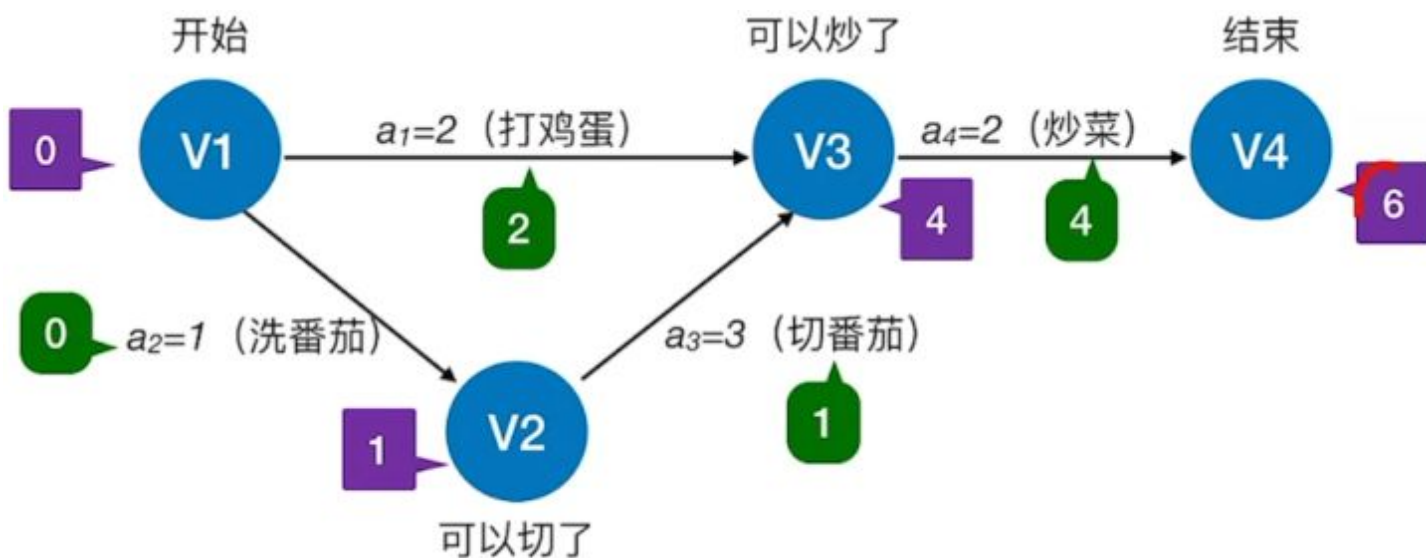 开始
可以炒了
结束
0
V1
a₁=2（打鸡蛋）
V3
a₄=2（炒菜）
V4
2
4
4
6
0
a₂=1（洗番茄）
a₃=3（切番茄）
1
V2
1
可以切了